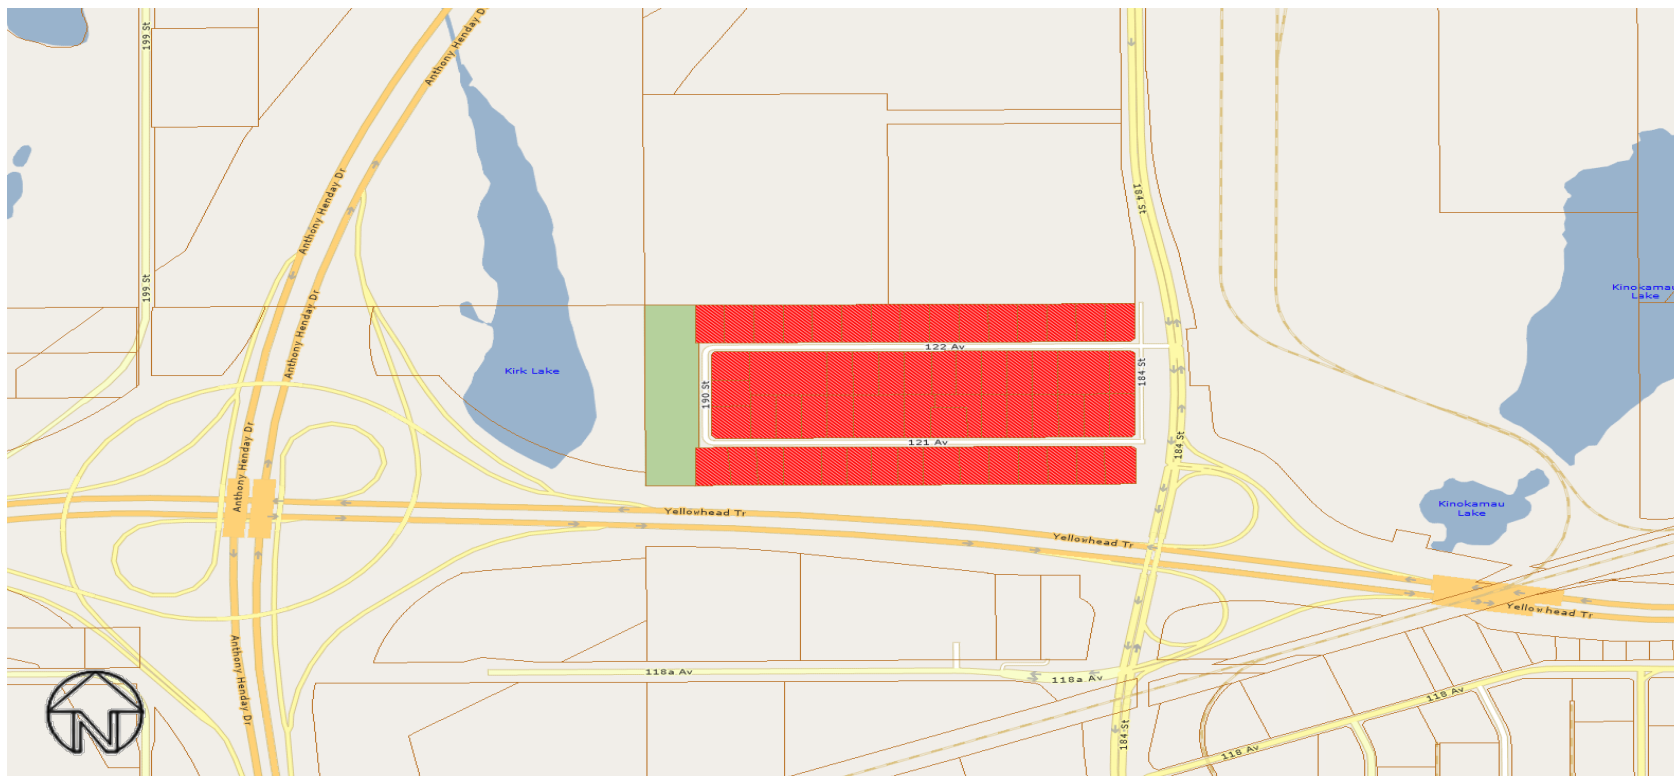 199 St
Anthony Henday Dr
184 St
Anthony Henday Dr
199 St
Kinokamau
Lake
Anthony Henday Dr
122 Av
Kirk Lake
190 St
184 St
121 Av
184 St
Anthony Henday Dr
Yellowhead Tr
Kinokamau
Lake
Yellowhead Tr
Yellowhead Tr
118a Av
118a Av
Anthony Henday Dr
118 Av
184 St
118 Av
N